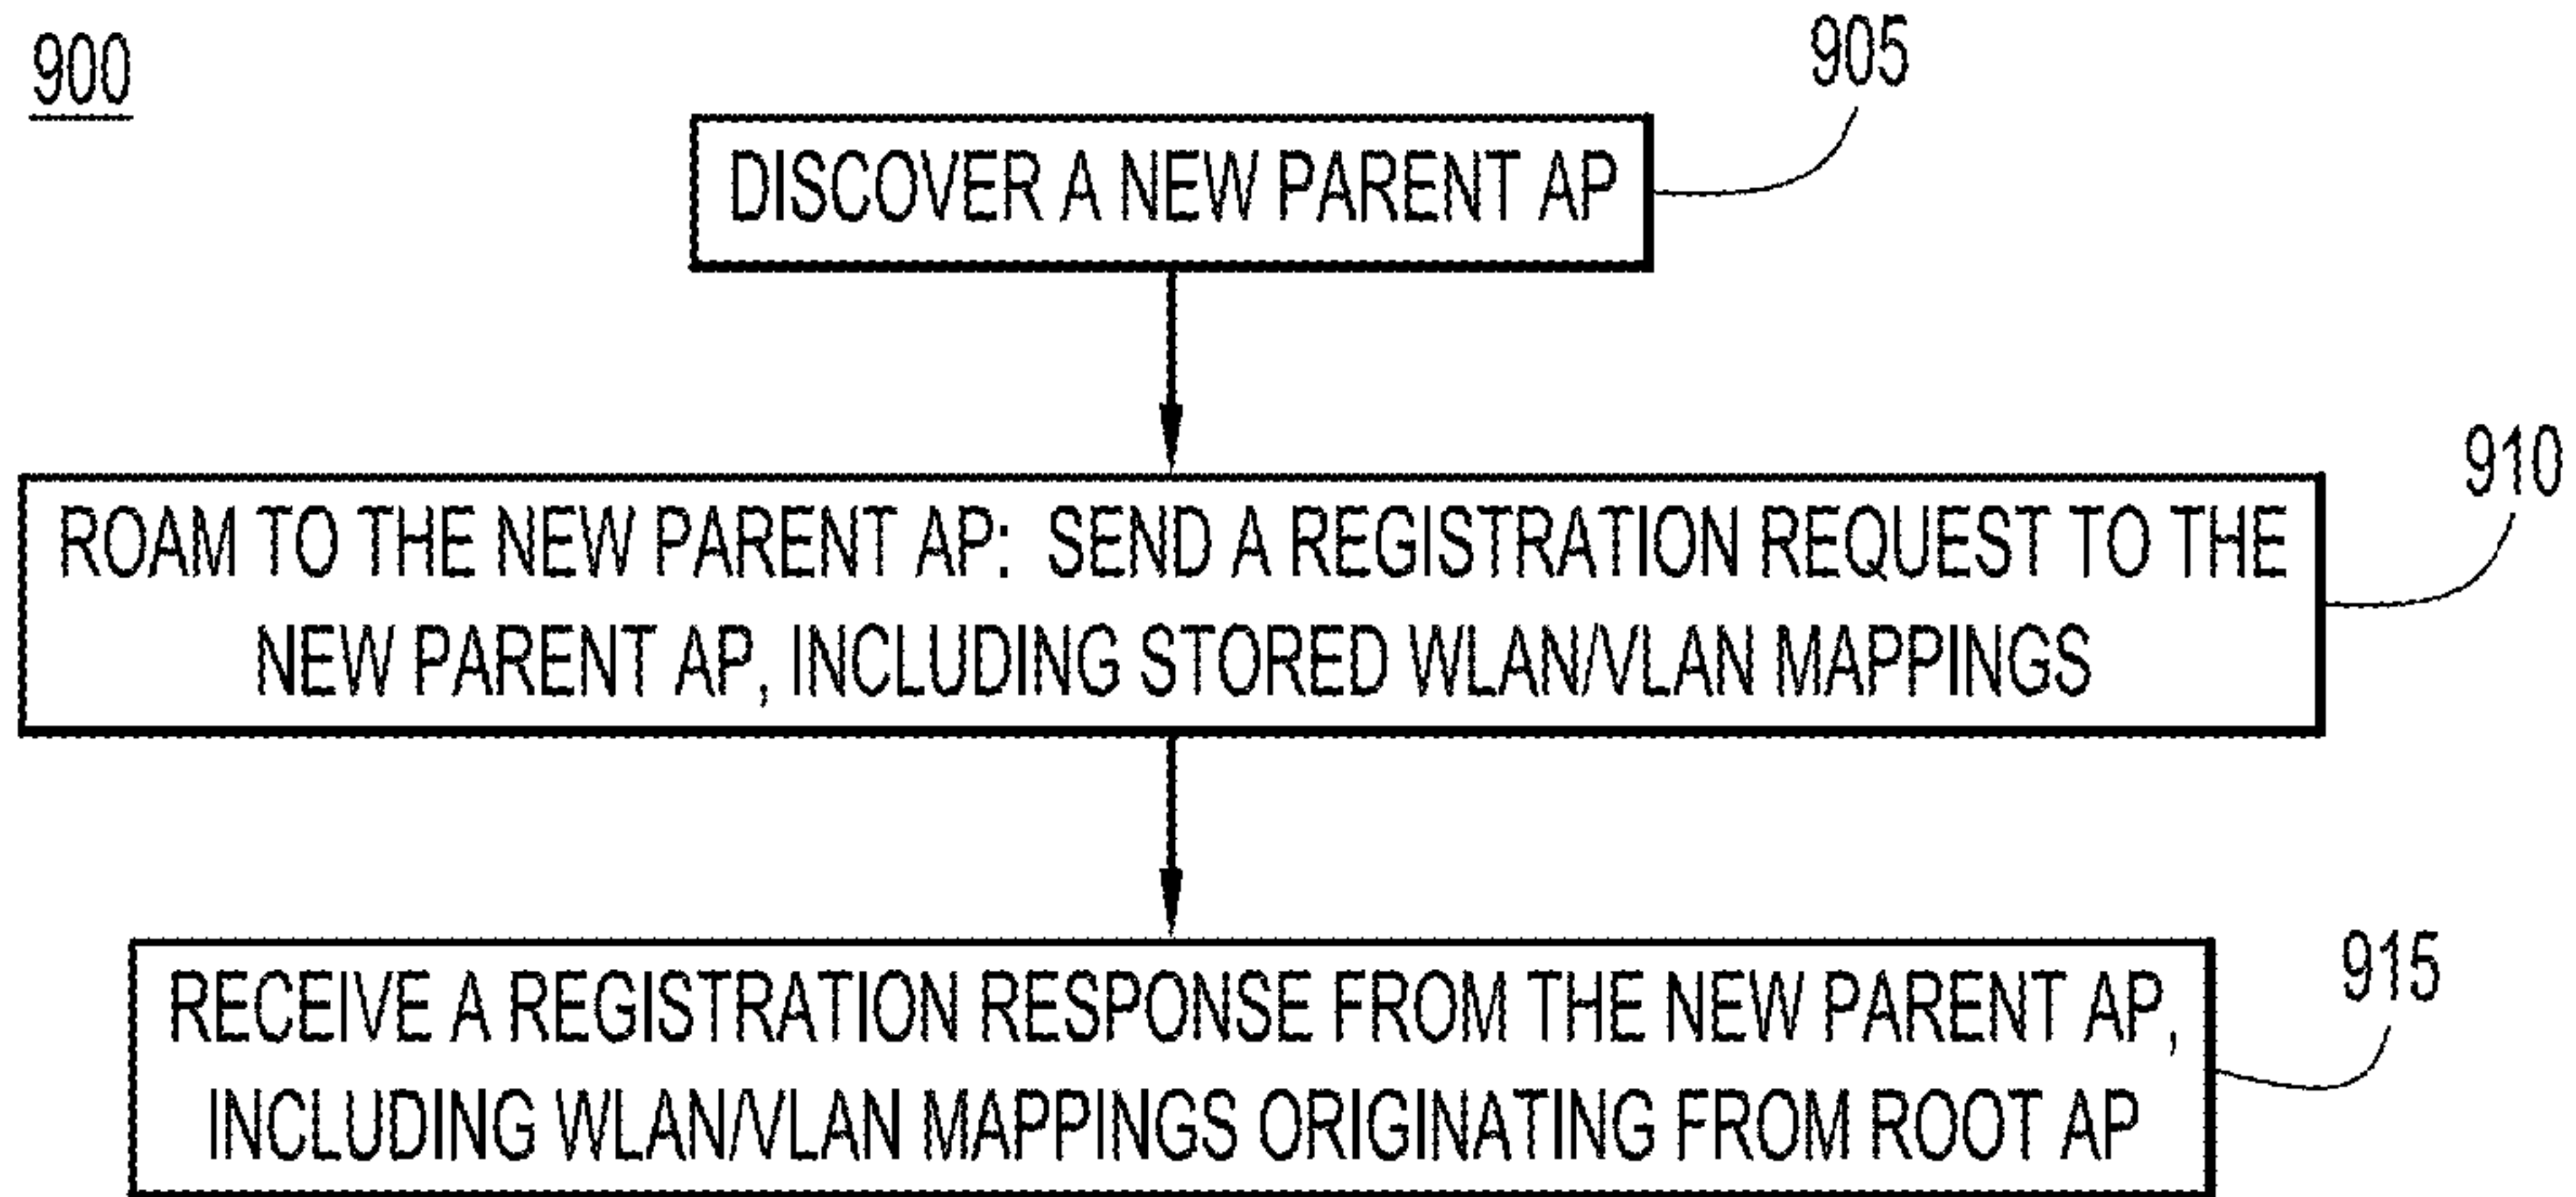 900
905
DISCOVER A NEW PARENT AP
910
ROAM TO THE NEW PARENT AP: SEND A REGISTRATION REQUEST TO THE
NEW PARENT AP, INCLUDING STORED WLAN/VLAN MAPPINGS
915
RECEIVE A REGISTRATION RESPONSE FROM THE NEW PARENT AP,
INCLUDING WLAN/VLAN MAPPINGS ORIGINATING FROM ROOT AP